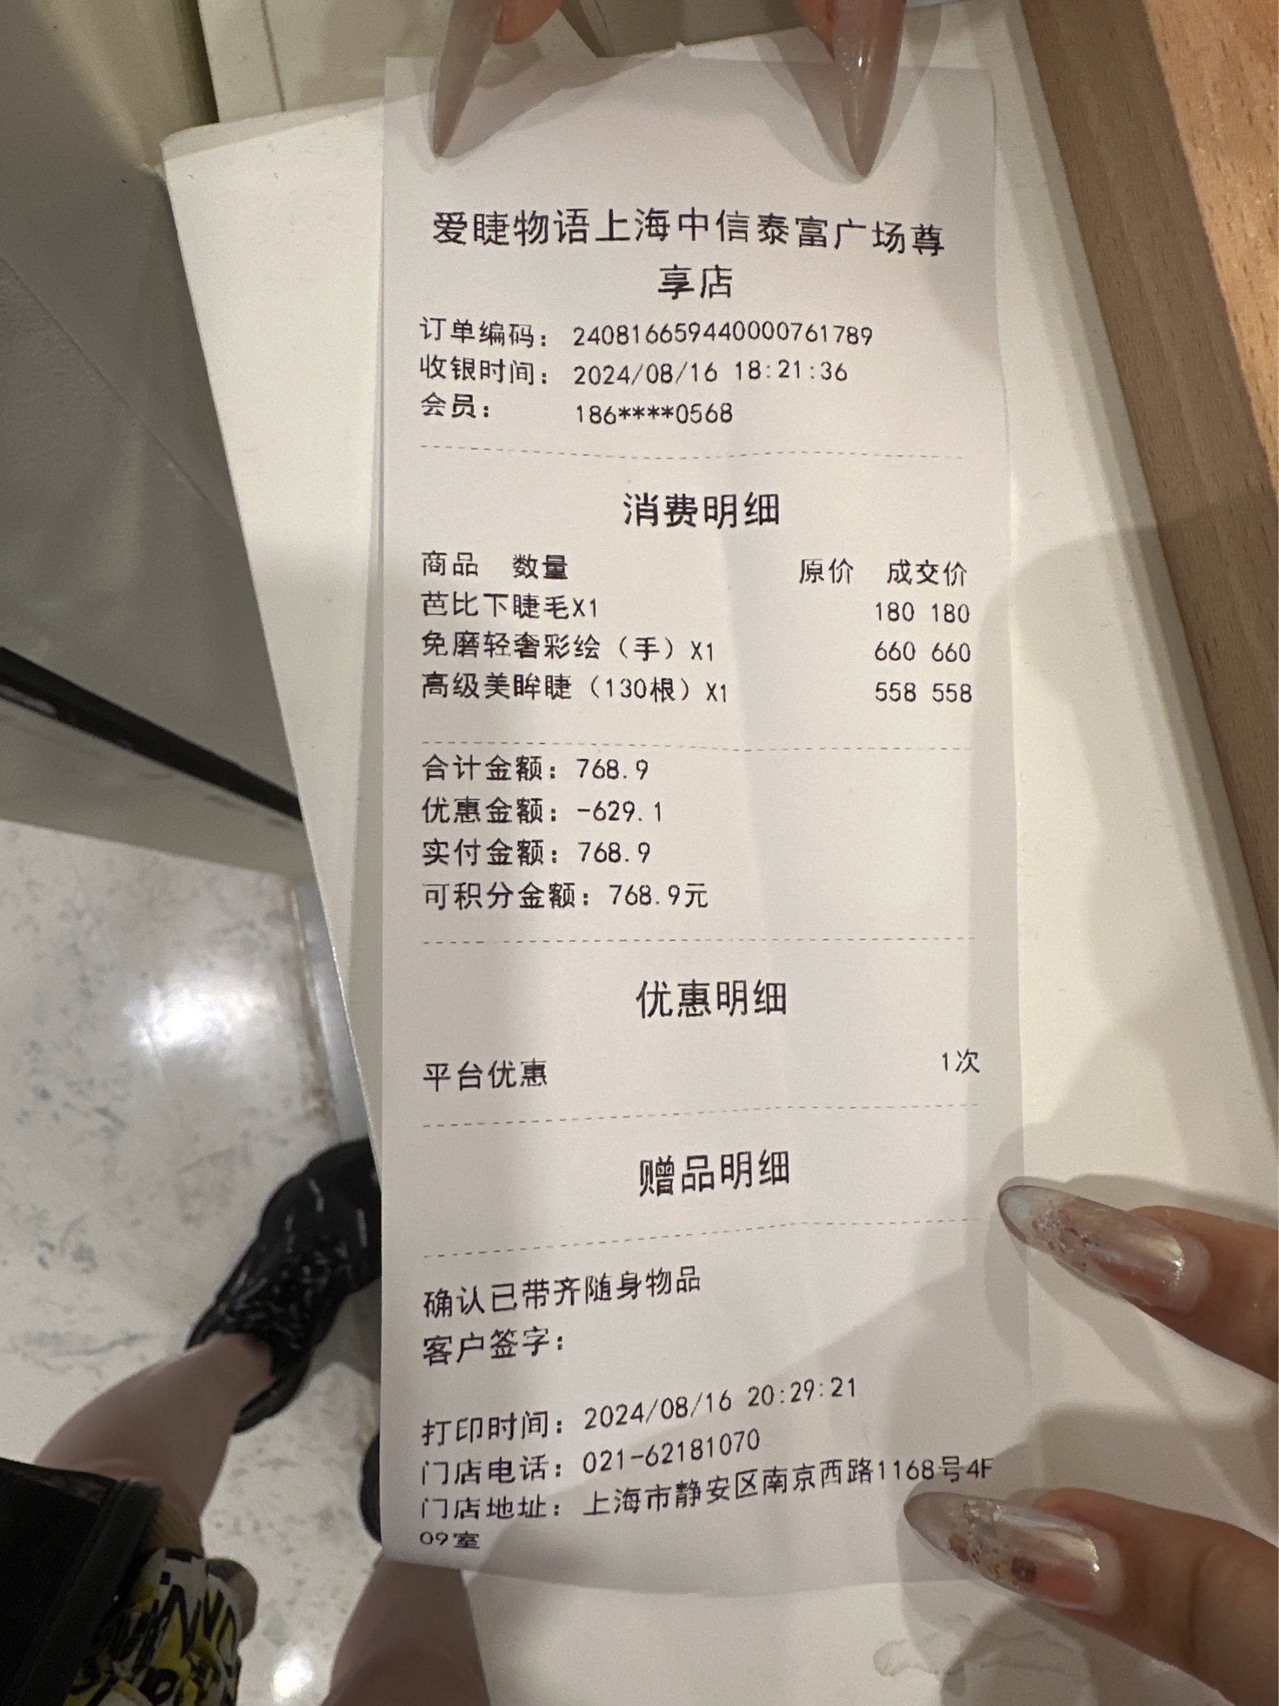 爱睫物语上海中信泰富广场尊
享店
订单编码： 2408166594400000761789
收银时间： 2024/08/16 18:21:36
会员： 186****0568
消费明细
商品 数量 原价 成交价
芭比下睫毛X1 180 180
免磨轻奢彩绘（手）X1 660 660
高级美眸睫（130根）X1 558 558
合计金额：768.9
优惠金额：-629.1
实付金额：768.9
可积分金额：768.9元
优惠明细
平台优惠 1次
赠品明细
确认已带齐随身物品
客户签字：
打印时间：2024/08/16 20:29:21
门店电话：021-62181070
门店地址：上海市静安区南京西路1168号4F
09室